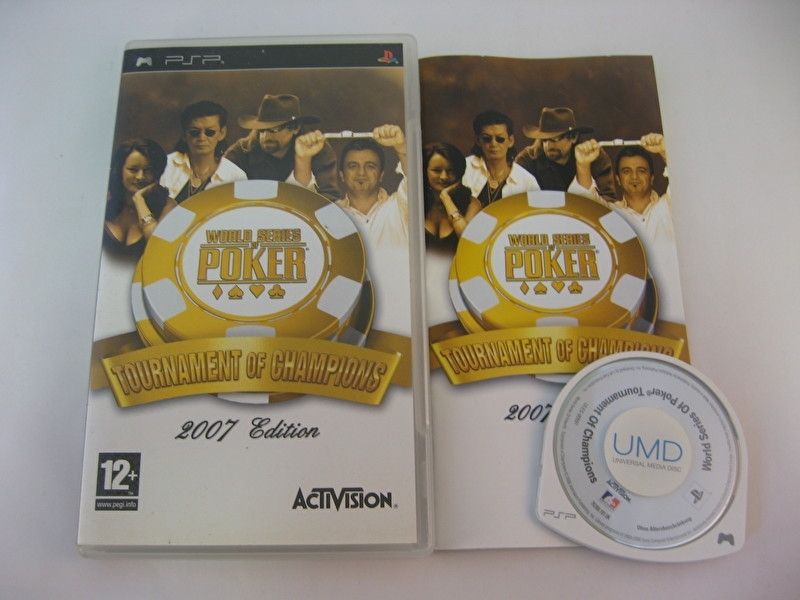 PSP
WORLD SERIES
OF
POKER
TOURNAMENT OF CHAMPIONS
2007 Edition
12+
www.pegi.info
ACTIVISION
WORLD SERIES
OF
POKER
TOURNAMENT OF CHAMPIONS
2007
World Series Of Poker® Tournament Of Champions
UMD
UNIVERSAL MEDIA DISC
ACTIVISION
PSP